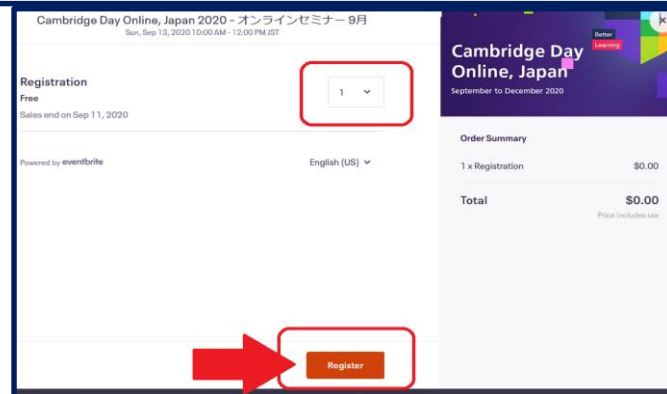 Cambridge Day Online, Japan 2020 - オンラインセミナー 9月
Sun, Sep 13, 2020 10:00 AM - 12:00 PM JST
Registration
Free
Sales end on Sep 11, 2020
1
Powered by eventbrite
English (US)
Register
Better
Learning
Cambridge Day
Online, Japan
September to December 2020
Order Summary
1 x Registration $0.00
Total $0.00
Price includes tax